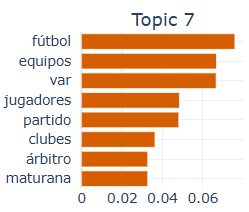 Topic 7
fútbol
equipos
var
jugadores
partido
clubes
árbitro
maturana
0 0.02 0.04 0.06